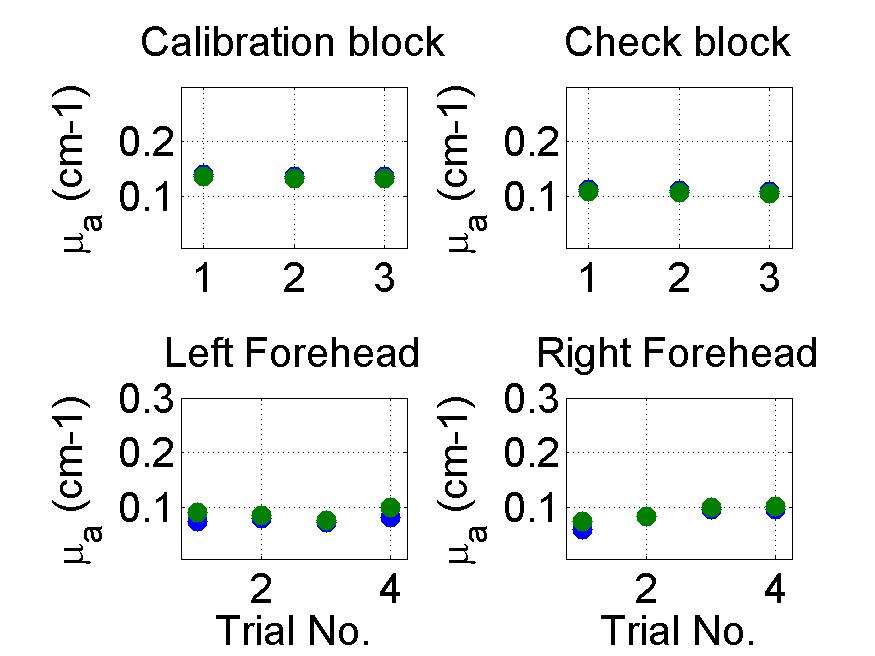 Calibration block
μa (cm-1)
0.2
0.1
1 2 3
Check block
μa (cm-1)
0.2
0.1
1 2 3
Left Forehead
μa (cm-1)
0.3
0.2
0.1
2 4
Trial No.
Right Forehead
μa (cm-1)
0.3
0.2
0.1
2 4
Trial No.